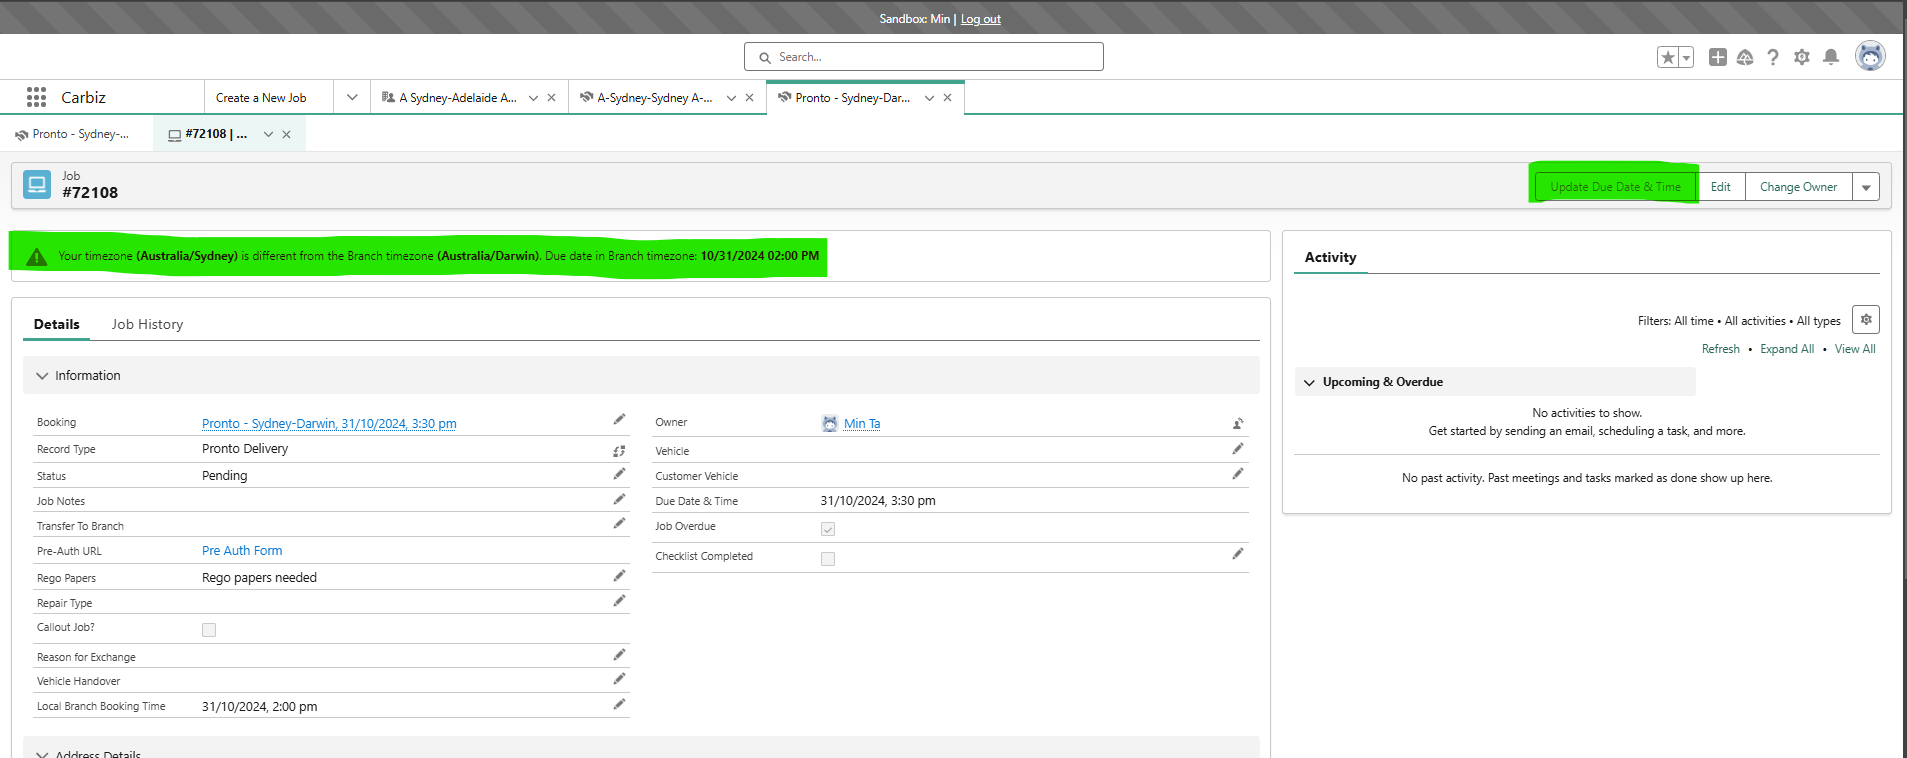 Sandbox: Min | Log out
Search...
Carbiz
Create a New Job
A Sydney-Adelaide A...
A-Sydney-Sydney A-...
Pronto - Sydney-Dar...
Pronto - Sydney-...
#72108 | ...
Job
#72108
Update Due Date & Time
Edit
Change Owner
Your timezone (Australia/Sydney) is different from the Branch timezone (Australia/Darwin). Due date in Branch timezone: 10/31/2024 02:00 PM
Details
Job History
Information
Booking
Pronto - Sydney-Darwin, 31/10/2024, 3:30 pm
Record Type
Pronto Delivery
Status
Pending
Job Notes
Transfer To Branch
Pre-Auth URL
Pre Auth Form
Rego Papers
Rego papers needed
Repair Type
Callout Job?
Reason for Exchange
Vehicle Handover
Local Branch Booking Time
31/10/2024, 2:00 pm
Owner
Min Ta
Vehicle
Customer Vehicle
Due Date & Time
31/10/2024, 3:30 pm
Job Overdue
Checklist Completed
Address Details
Activity
Filters: All time • All activities • All types
Refresh • Expand All • View All
Upcoming & Overdue
No activities to show.
Get started by sending an email, scheduling a task, and more.
No past activity. Past meetings and tasks marked as done show up here.